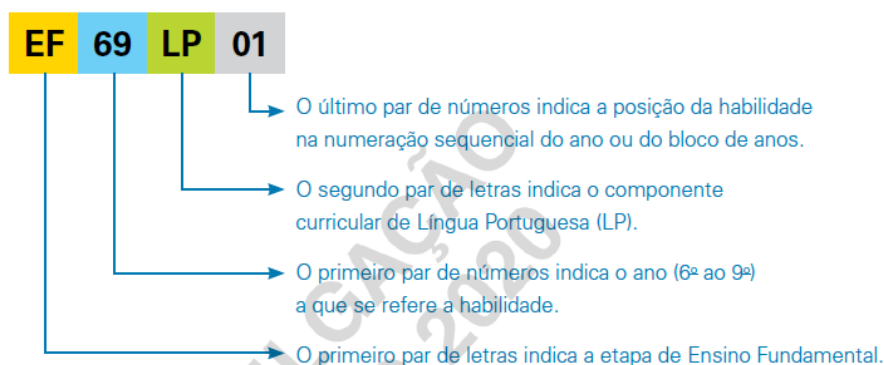 EF 69 LP 01
O último par de números indica a posição da habilidade
na numeração sequencial do ano ou do bloco de anos.
O segundo par de letras indica o componente
curricular de Língua Portuguesa (LP).
O primeiro par de números indica o ano (6º ao 9º)
a que se refere a habilidade.
O primeiro par de letras indica a etapa de Ensino Fundamental.
GAÇÃO
2020